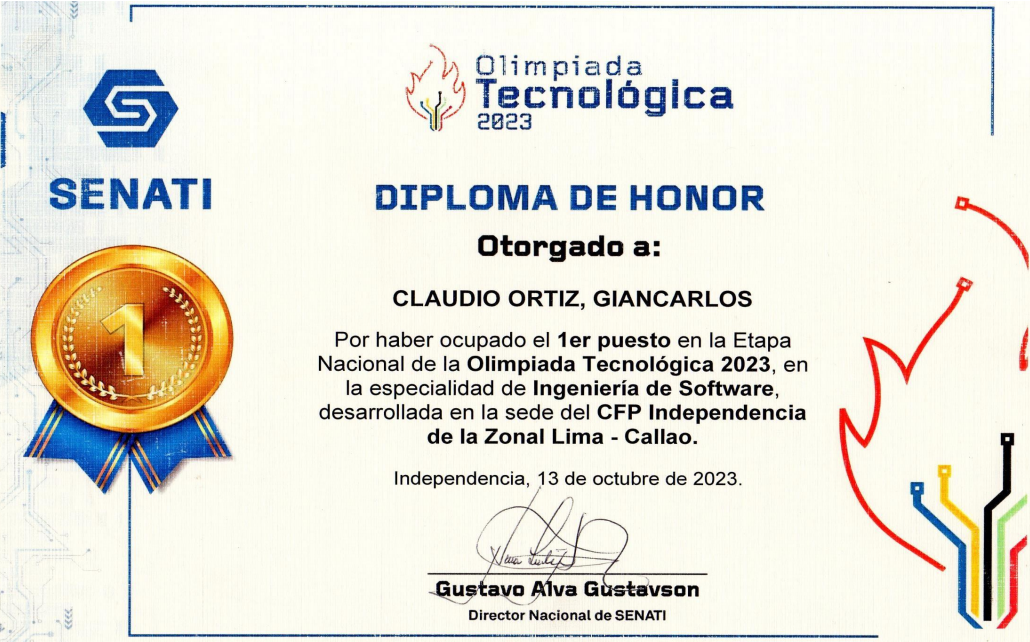 Olimpiada
Tecnológica
2023
SENATI
DIPLOMA DE HONOR
Otorgado a:
1
CLAUDIO ORTIZ, GIANCARLOS
Por haber ocupado el 1er puesto en la Etapa
Nacional de la Olimpiada Tecnológica 2023, en
la especialidad de Ingeniería de Software,
desarrollada en la sede del CFP Independencia
de la Zonal Lima - Callao.
Independencia, 13 de octubre de 2023.
Gustavo Alva Gustavson
Director Nacional de SENATI